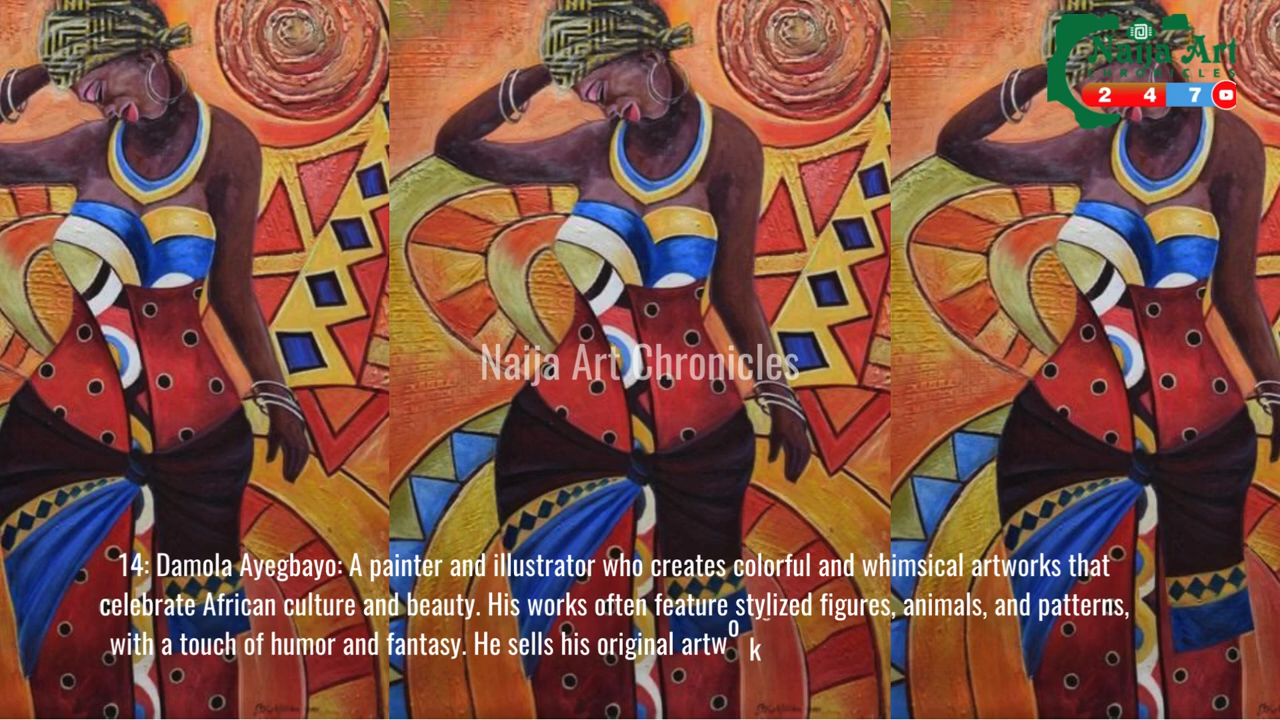 Naija Art
CHRONICLES
2 4 7
Naija Art Chronicles
14: Damola Ayegbayo: A painter and illustrator who creates colorful and whimsical artworks that
celebrate African culture and beauty. His works often feature stylized figures, animals, and patterns,
with a touch of humor and fantasy. He sells his original artwo k